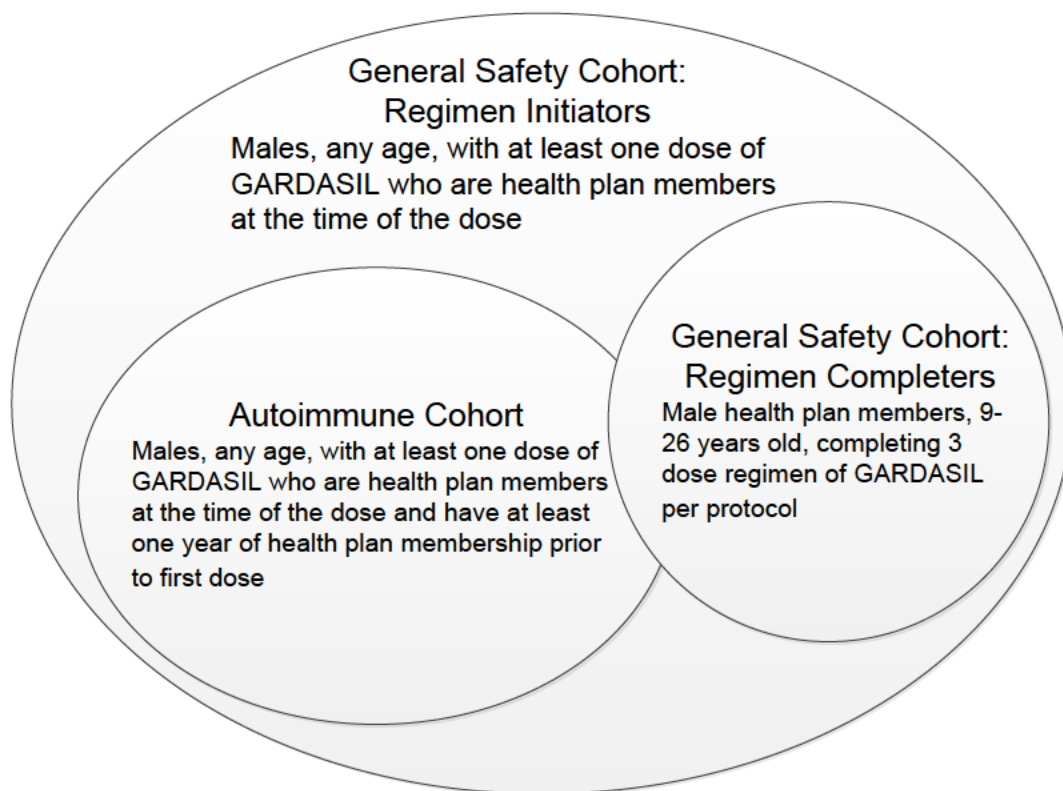 General Safety Cohort:
Regimen Initiators
Males, any age, with at least one dose of
GARDASIL who are health plan members
at the time of the dose
General Safety Cohort:
Regimen Completers
Male health plan members, 9-
26 years old, completing 3
dose regimen of GARDASIL
per protocol
Autoimmune Cohort
Males, any age, with at least one dose of
GARDASIL who are health plan members
at the time of the dose and have at least
one year of health plan membership prior
to first dose